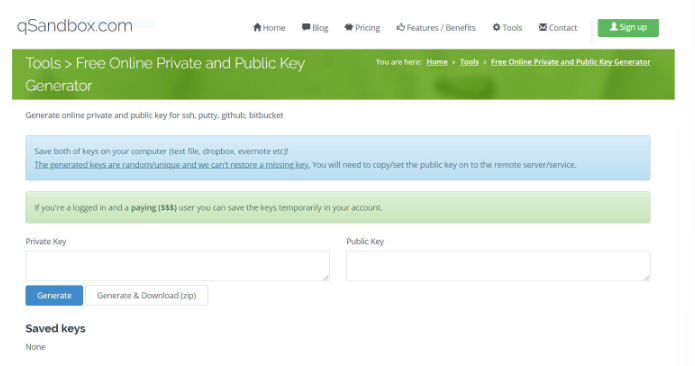 qSandbox.com
Home Blog Pricing Features / Benefits Tools Contact Sign up
Tools > Free Online Private and Public Key
Generator
You are here: Home > Tools > Free Online Private and Public Key Generator
Generate online private and public key for ssh, putty, github, bitbucket
Save both of keys on your computer (text file, dropbox, evernote etc)!
The generated keys are random/unique and we can't restore a missing key. You will need to copy/set the public key on to the remote server/service.
If you're a logged in and a paying ($$$) user you can save the keys temporarily in your account.
Private Key Public Key
Generate Generate & Download (zip)
Saved keys
None